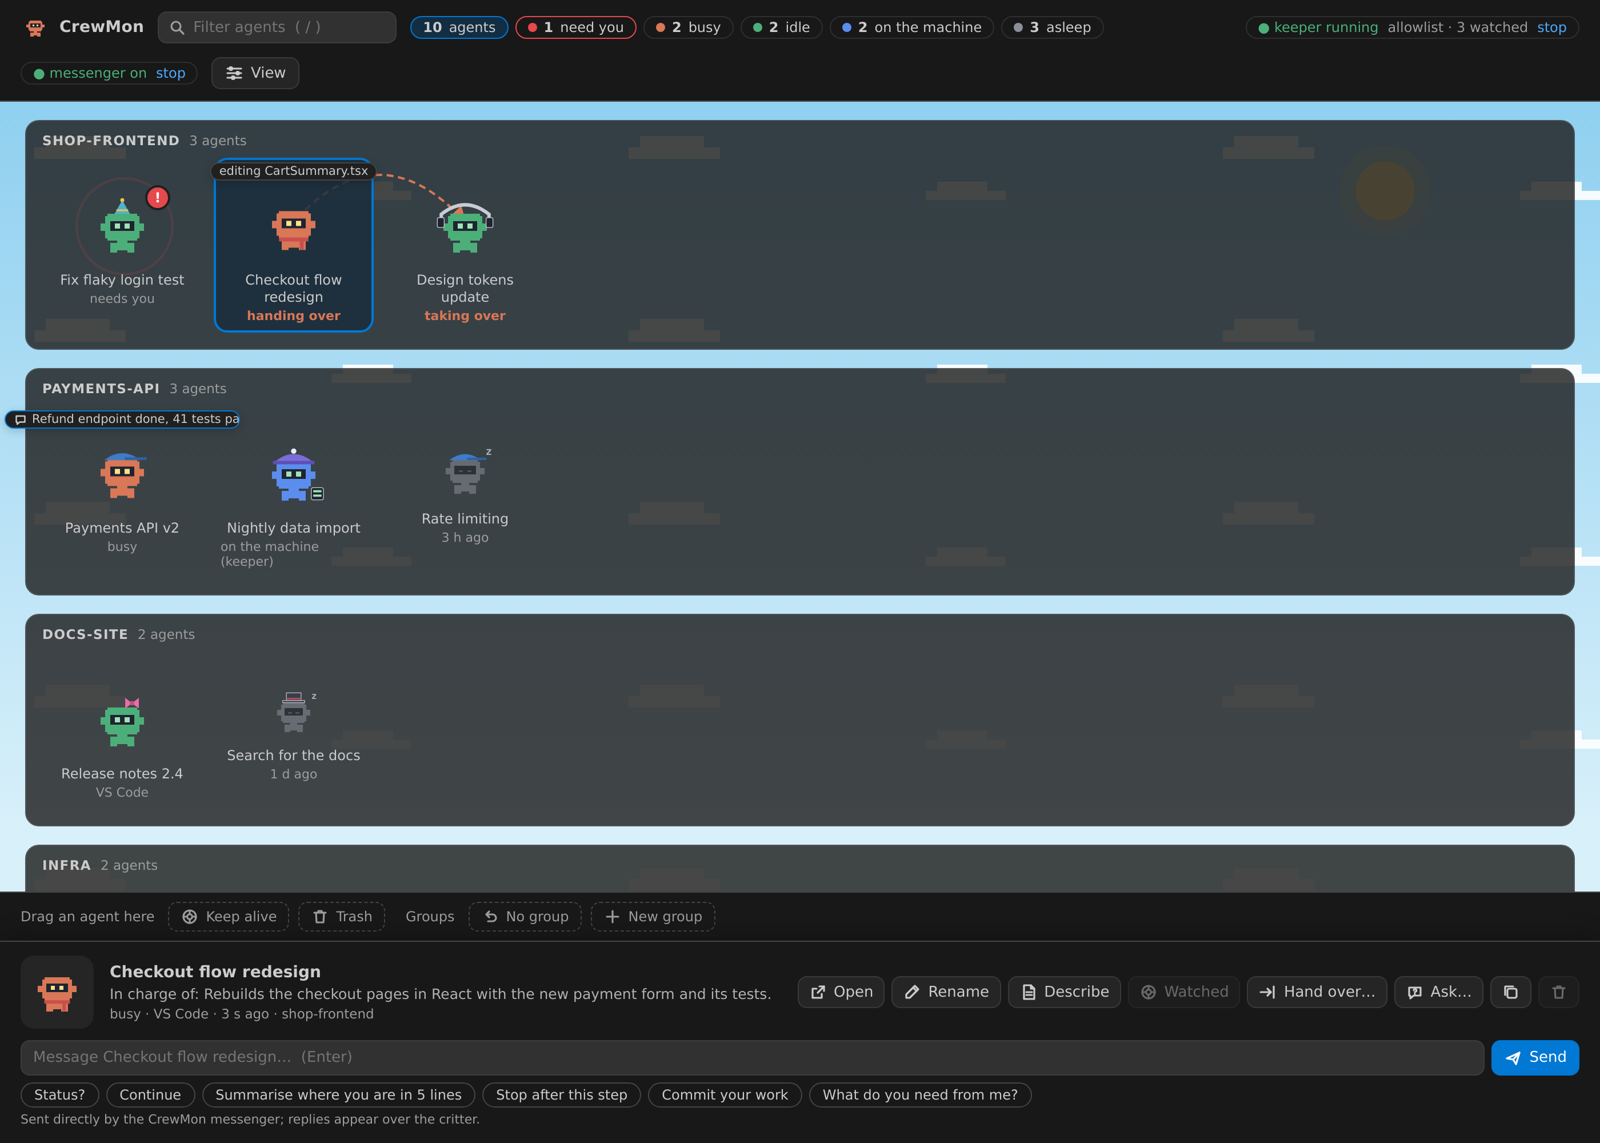 CrewMon
Filter agents ( / )
10 agents
1 need you
2 busy
2 idle
2 on the machine
3 asleep
keeper running allowlist · 3 watched stop
messenger on stop
View
SHOP-FRONTEND 3 agents
editing CartSummary.tsx
!
Fix flaky login test
needs you
Checkout flow
redesign
handing over
Design tokens
update
taking over
PAYMENTS-API 3 agents
Refund endpoint done, 41 tests pa
z
Payments API v2
busy
Nightly data import
on the machine
(keeper)
Rate limiting
3 h ago
DOCS-SITE 2 agents
z
Release notes 2.4
VS Code
Search for the docs
1 d ago
INFRA 2 agents
Drag an agent here
Keep alive
Trash
Groups
No group
New group
Checkout flow redesign
In charge of: Rebuilds the checkout pages in React with the new payment form and its tests.
busy · VS Code · 3 s ago · shop-frontend
Open
Rename
Describe
Watched
Hand over...
Ask...
Message Checkout flow redesign... (Enter)
Send
Status?
Continue
Summarise where you are in 5 lines
Stop after this step
Commit your work
What do you need from me?
Sent directly by the CrewMon messenger; replies appear over the critter.